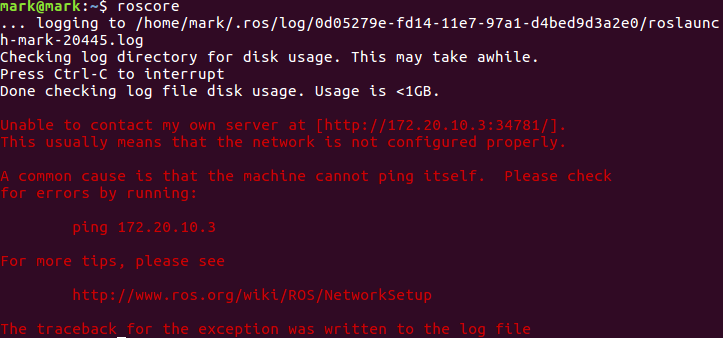 mark@mark:~$ roscore
... logging to /home/mark/.ros/log/0d05279e-fd14-11e7-97a1-d4bed9d3a2e0/roslaunc
h-mark-20445.log
Checking log directory for disk usage. This may take awhile.
Press Ctrl-C to interrupt
Done checking log file disk usage. Usage is <1GB.
Unable to contact my own server at [http://172.20.10.3:34781/].
This usually means that the network is not configured properly.
A common cause is that the machine cannot ping itself.  Please check
for errors by running:
ping 172.20.10.3
For more tips, please see
http://www.ros.org/wiki/ROS/NetworkSetup
The traceback for the exception was written to the log file